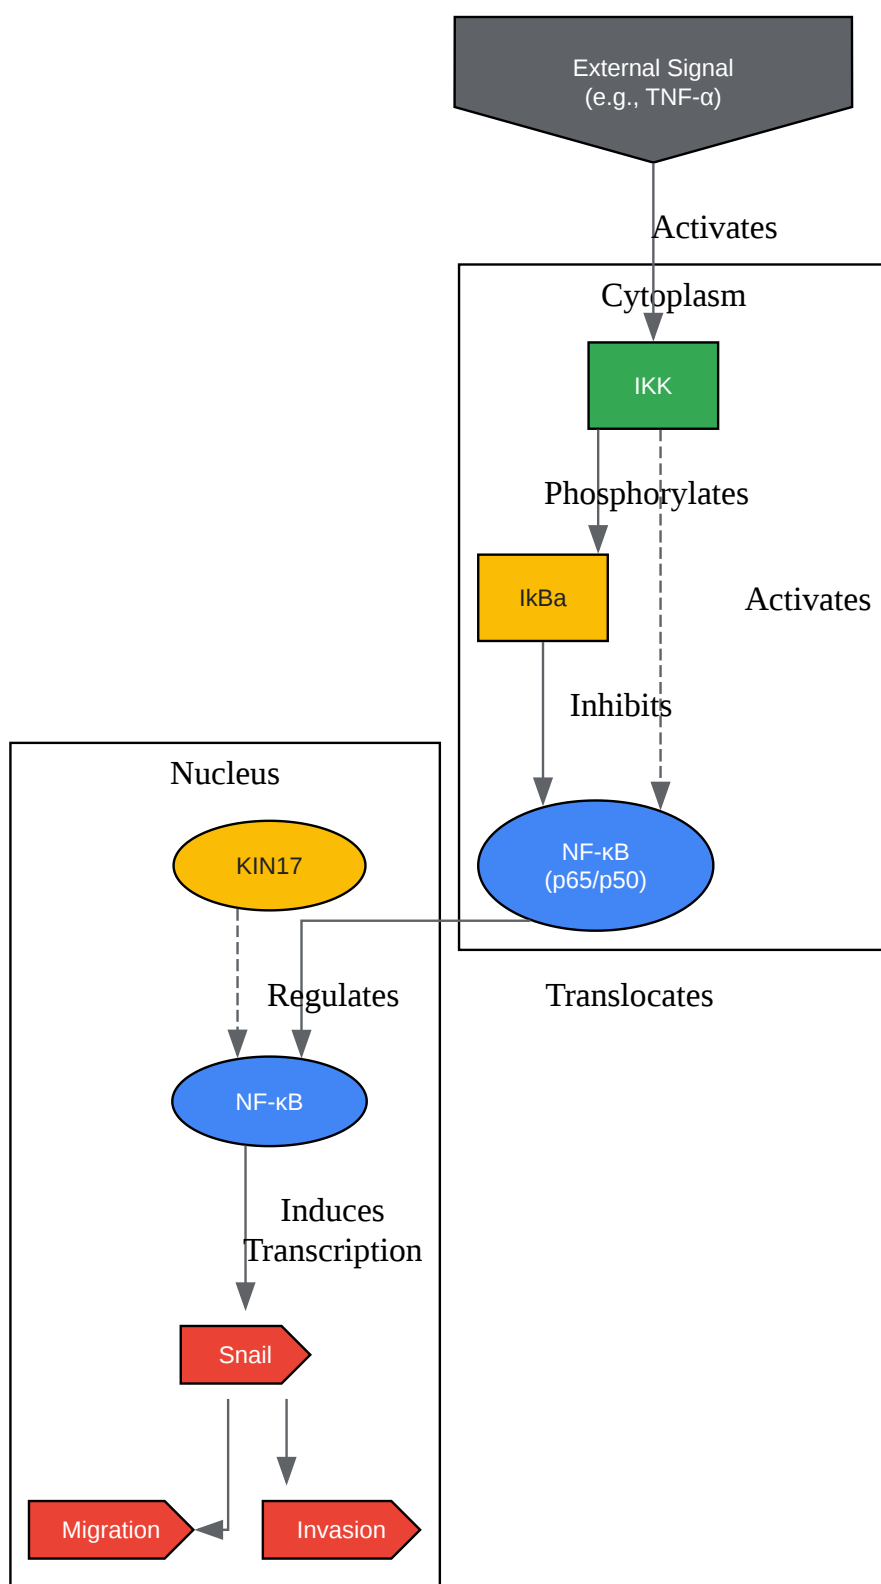 External Signal
(e.g., TNF-α)
Activates
Cytoplasm
IKK
Phosphorylates
IkBa
Activates
Inhibits
Nucleus
KIN17
NF-κB
(p65/p50)
Regulates
Translocates
NF-κB
Induces
Transcription
Snail
Migration
Invasion